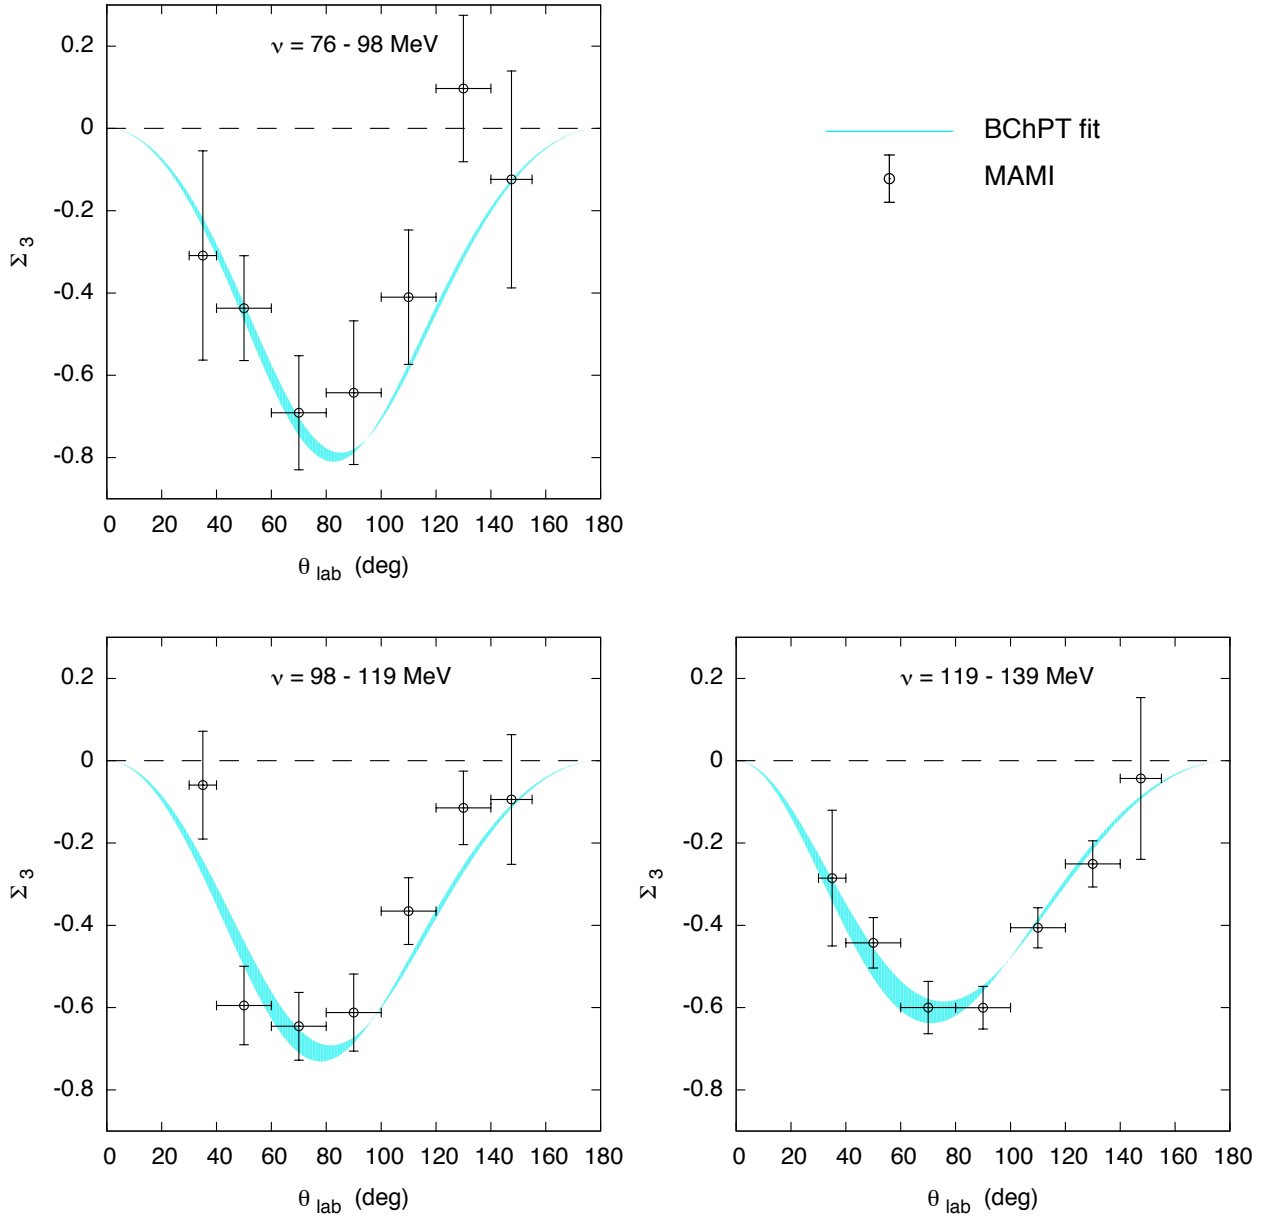 ν = 76 - 98 MeV
0.2
0
-0.2
-0.4
-0.6
-0.8
Σ 3
0 20 40 60 80 100 120 140 160 180
θ lab (deg)
BChPT fit
MAMI
ν = 98 - 119 MeV
0.2
0
-0.2
-0.4
-0.6
-0.8
Σ 3
0 20 40 60 80 100 120 140 160 180
θ lab (deg)
ν = 119 - 139 MeV
0.2
0
-0.2
-0.4
-0.6
-0.8
Σ 3
0 20 40 60 80 100 120 140 160 180
θ lab (deg)